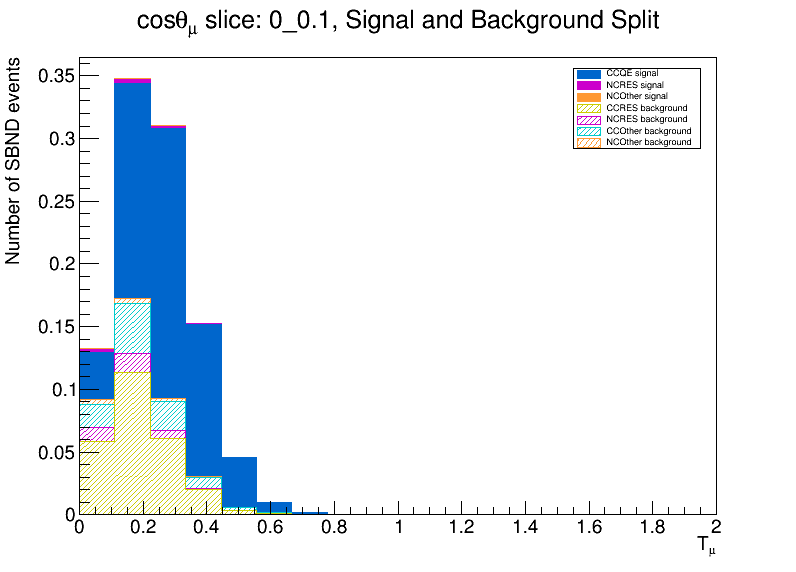 cosθμ slice: 0_0.1, Signal and Background Split
Number of SBND events
0.35
0.3
0.25
0.2
0.15
0.1
0.05
0
CCQE signal
NCRES signal
NCOther signal
CCRES background
NCRES background
CCOther background
NCOther background
0 0.2 0.4 0.6 0.8 1 1.2 1.4 1.6 1.8 2
Tμ